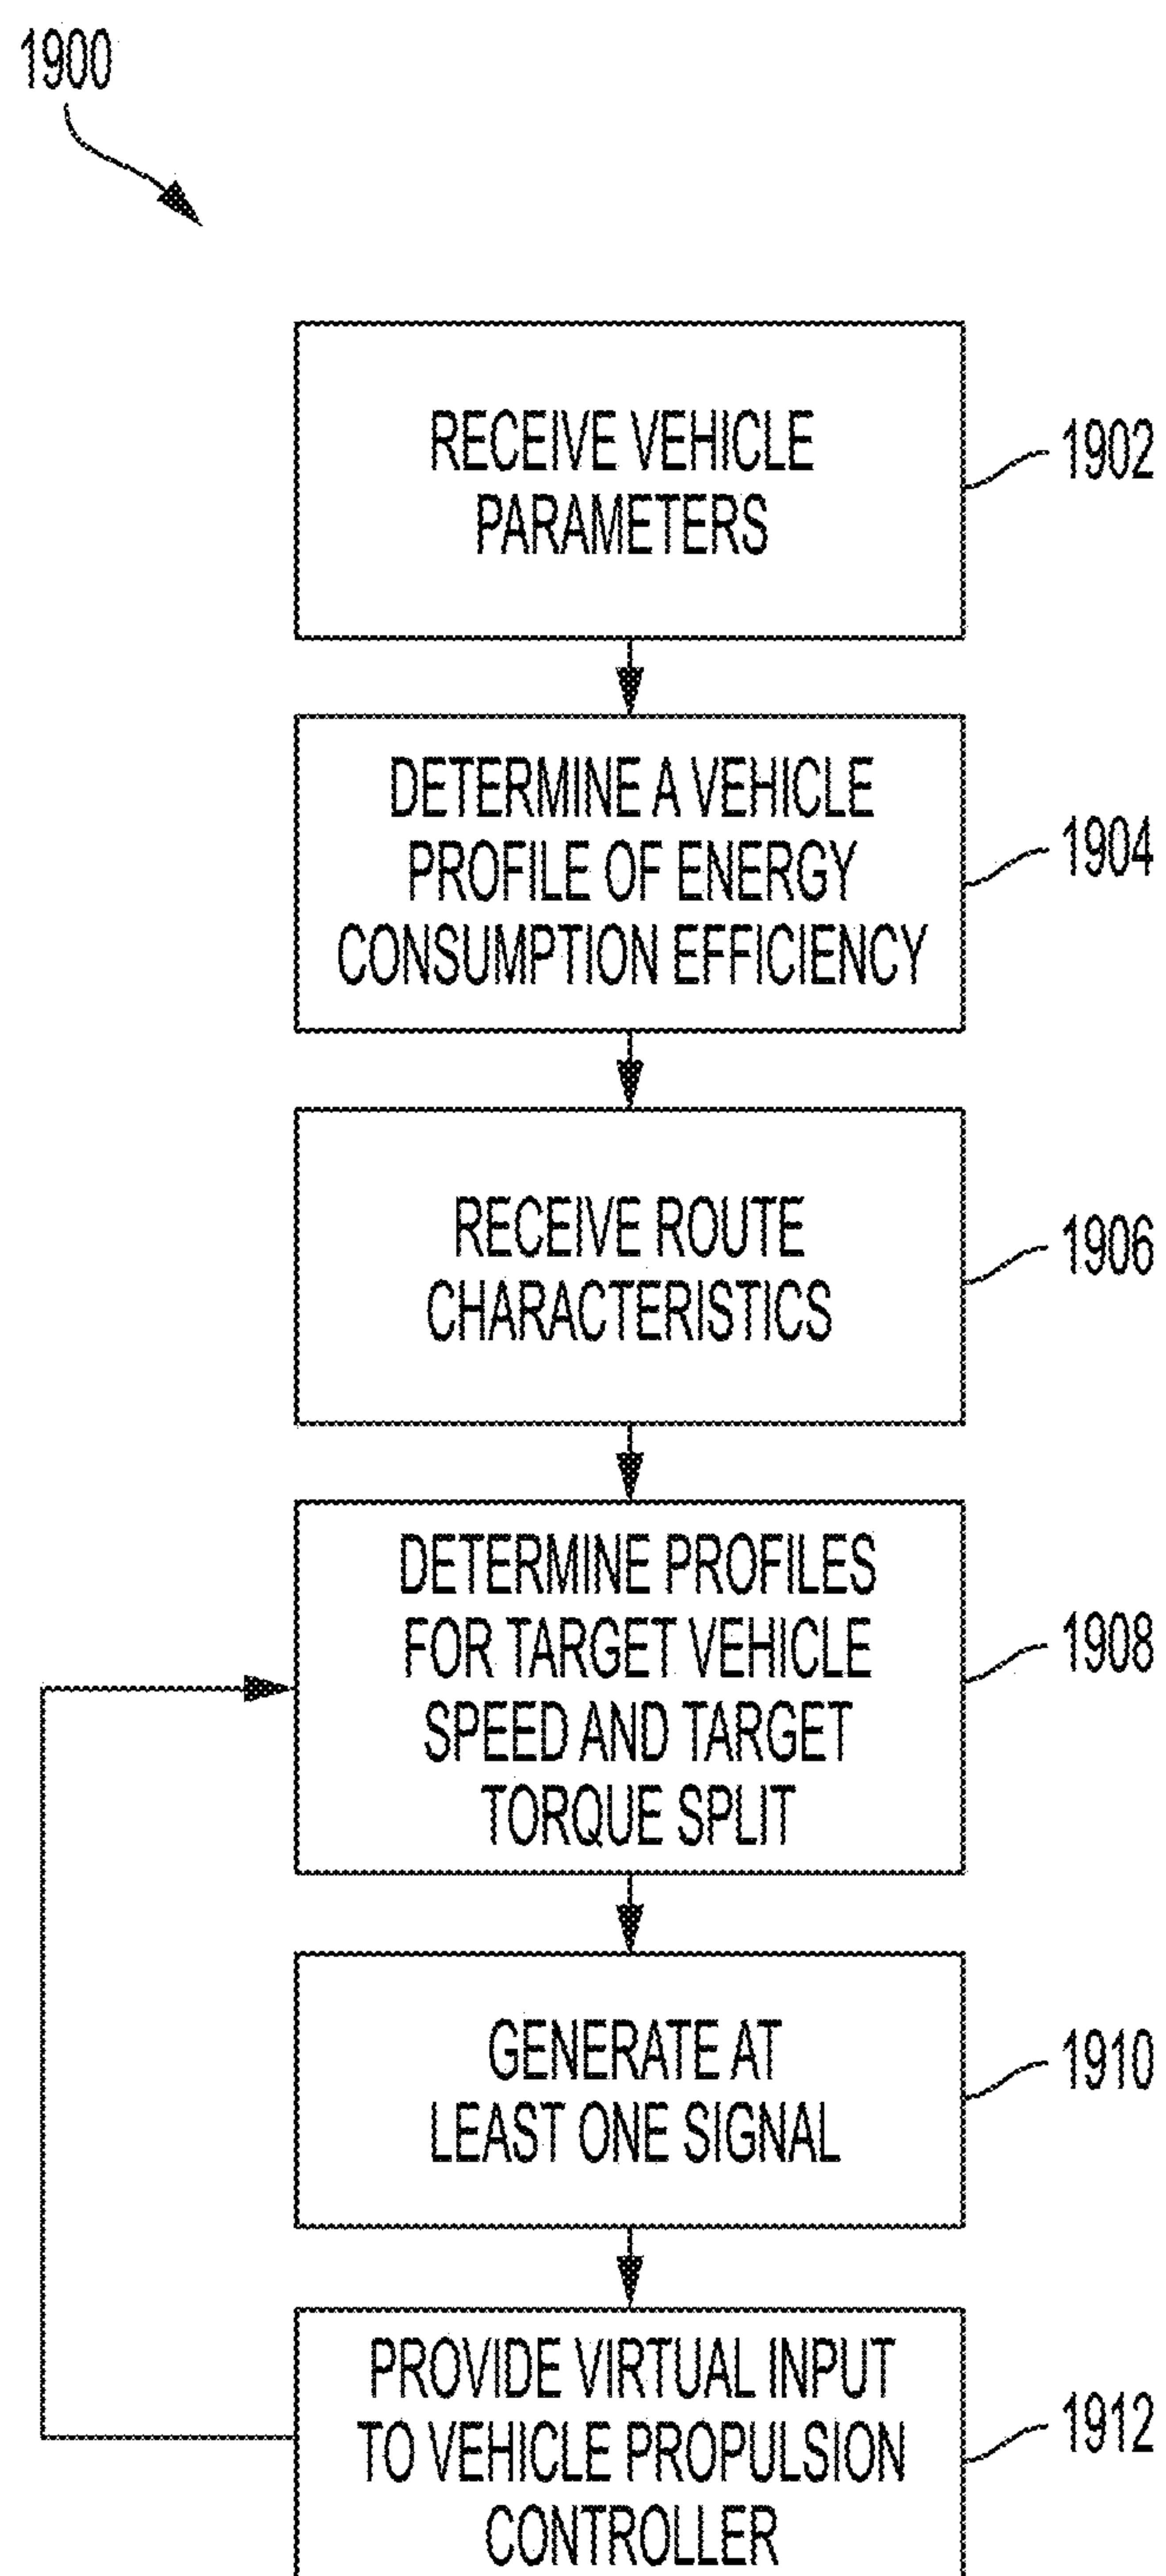 1900
RECEIVE VEHICLE
PARAMETERS
1902
DETERMINE A VEHICLE
PROFILE OF ENERGY
CONSUMPTION EFFICIENCY
1904
RECEIVE ROUTE
CHARACTERISTICS
1906
DETERMINE PROFILES
FOR TARGET VEHICLE
SPEED AND TARGET
TORQUE SPLIT
1908
GENERATE AT
LEAST ONE SIGNAL
1910
PROVIDE VIRTUAL INPUT
TO VEHICLE PROPULSION
CONTROLLER
1912